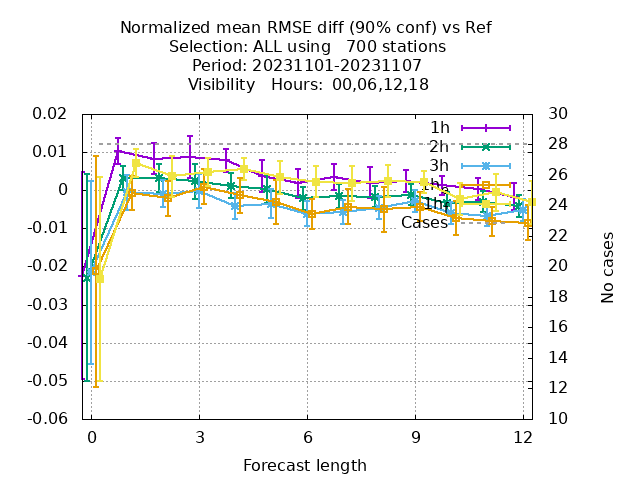 Normalized mean RMSE diff (90% conf) vs Ref
Selection: ALL using   700 stations
Period: 20231101-20231107
Visibility   Hours: 00,06,12,18
0.02
0.01
0
-0.01
-0.02
-0.03
-0.04
-0.05
-0.06
30
28
26
24
22
20
18
16
14
12
10
1h
2h
3h
1h
Cases
No cases
0
3
6
9
12
Forecast length